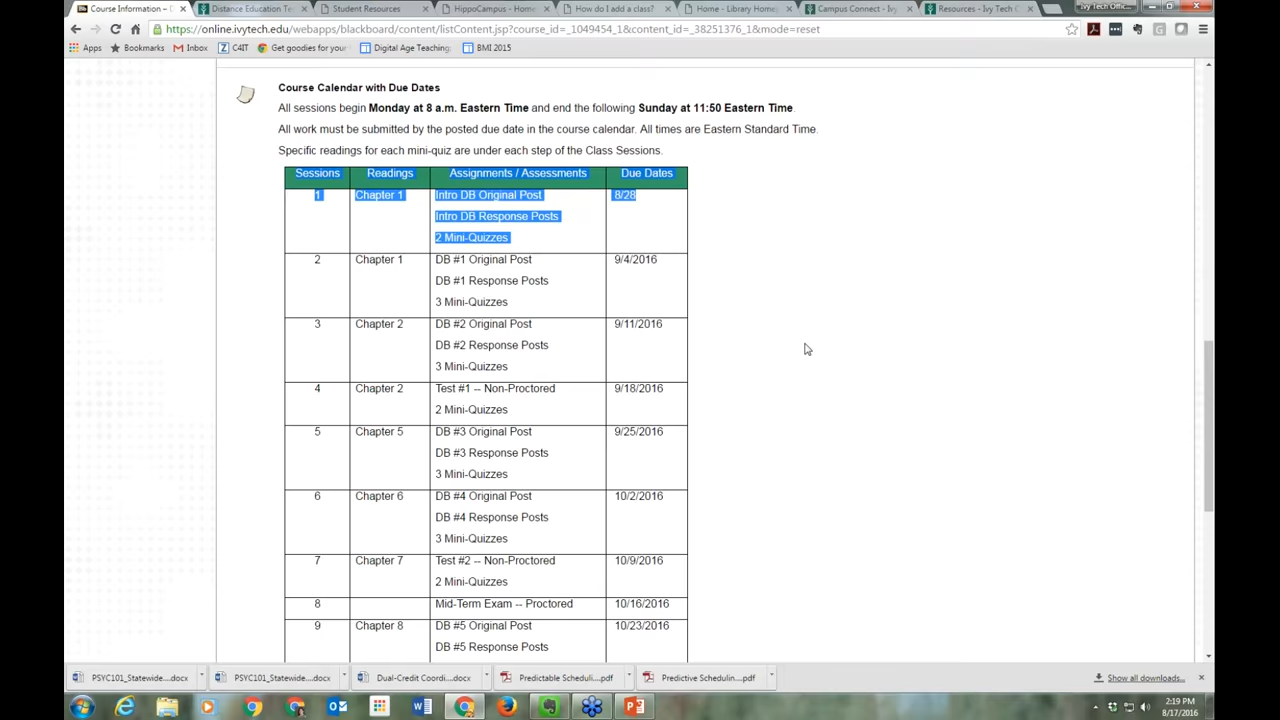 Course Information – C
Distance Education Te
Student Resources
HippoCampus - Home
How do I add a class?
Home - Library Home
Campus Connect - Ivy
Resources - Ivy Tech C
Ivy Tech Offic...
https://online.ivytech.edu/webapps/blackboard/content/listContent.jsp?course_id=_1049454_1&content_id=_38251376_1&mode=reset
Apps
Bookmarks
Inbox
C4IT
Get goodies for your
Digital Age Teaching:
BMI 2015
Course Calendar with Due Dates
All sessions begin Monday at 8 a.m. Eastern Time and end the following Sunday at 11:50 Eastern Time.
All work must be submitted by the posted due date in the course calendar. All times are Eastern Standard Time.
Specific readings for each mini-quiz are under each step of the Class Sessions.
Sessions Readings Assignments / Assessments Due Dates
1 Chapter 1 Intro DB Original Post 8/28
Intro DB Response Posts
2 Mini-Quizzes
2 Chapter 1 DB #1 Original Post 9/4/2016
DB #1 Response Posts
3 Mini-Quizzes
3 Chapter 2 DB #2 Original Post 9/11/2016
DB #2 Response Posts
3 Mini-Quizzes
4 Chapter 2 Test #1 -- Non-Proctored 9/18/2016
2 Mini-Quizzes
5 Chapter 5 DB #3 Original Post 9/25/2016
DB #3 Response Posts
3 Mini-Quizzes
6 Chapter 6 DB #4 Original Post 10/2/2016
DB #4 Response Posts
3 Mini-Quizzes
7 Chapter 7 Test #2 -- Non-Proctored 10/9/2016
2 Mini-Quizzes
8 Mid-Term Exam -- Proctored 10/16/2016
9 Chapter 8 DB #5 Original Post 10/23/2016
DB #5 Response Posts
PSYC101_Statewide....docx
PSYC101_Statewide....docx
Dual-Credit Coordi....docx
Predictable Scheduli....pdf
Predictive Schedulin....pdf
Show all downloads...
2:19 PM
8/17/2016